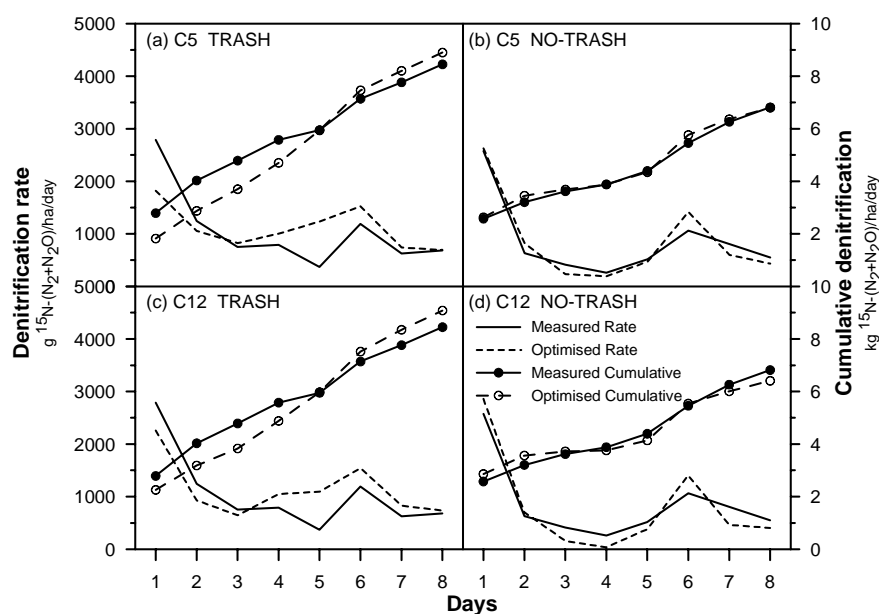 Denitrification rate
g ¹⁵N-(N₂+N₂O)/ha/day
5000
4000
3000
2000
1000
5000
0
4000
3000
2000
1000
0
(a) C5 TRASH
(b) C5 NO-TRASH
(c) C12 TRASH
(d) C12 NO-TRASH
Measured Rate
Optimised Rate
Measured Cumulative
Optimised Cumulative
10
8
6
4
2
0
10
8
6
4
2
0
Cumulative denitrification
kg ¹⁵N-(N₂+N₂O)/ha/day
1 2 3 4 5 6 7 8 1 2 3 4 5 6 7 8
Days